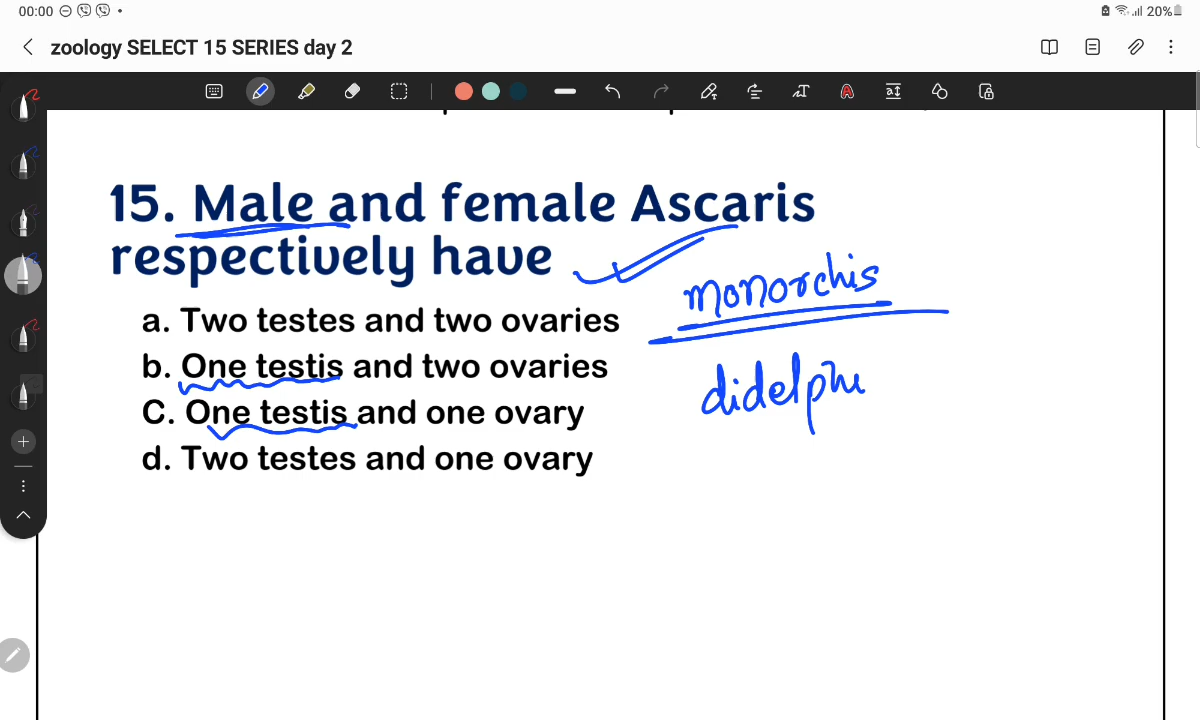 00:00
20%
zoology SELECT 15 SERIES day 2
15. Male and female Ascaris
respectively have
monorchis
a. Two testes and two ovaries
b. One testis and two ovaries
didelphi
C. One testis and one ovary
d. Two testes and one ovary